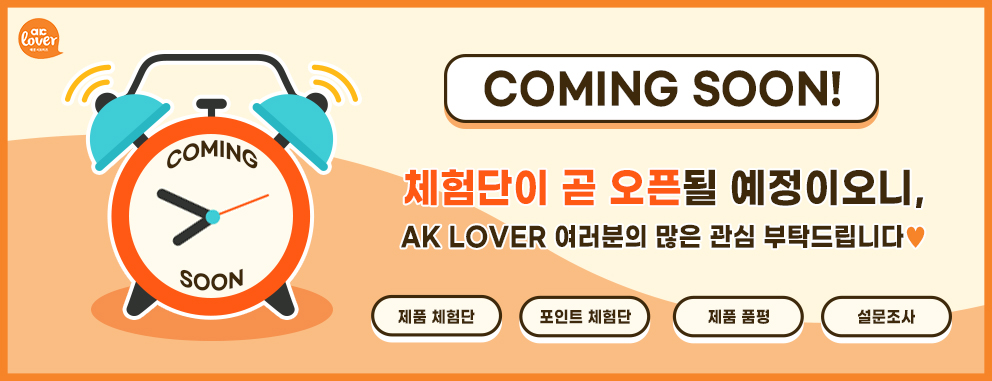 ak
lover
COMING
SOON
COMING SOON!
체험단이 곧 오픈될 예정이오니,
AK LOVER 여러분의 많은 관심 부탁드립니다♥
제품 체험단
포인트 체험단
제품 품평
설문조사